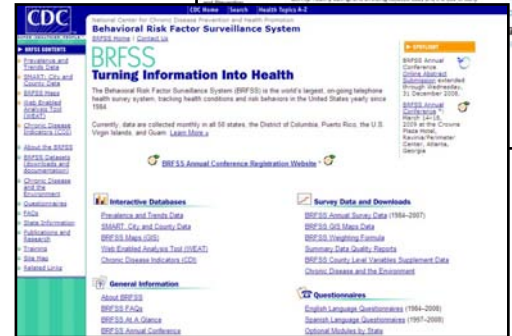 CDC Home | Search | Health Topics A-Z
CDC
National Center for Chronic Disease Prevention and Health Promotion
Behavioral Risk Factor Surveillance System
BRFSS Home | Contact Us
BRFSS CONTENTS
Prevalence and
Trends Data
SMART: City and
County Data
BRFSS Maps
Web Enabled
Analysis Tool
(WEAT)
Chronic Disease
Indicators (CDI)
About the BRFSS
BRFSS Datasets
(downloads and
documentation)
Chronic Disease
and the
Environment
Questionnaires
FAQs
State Information
Publications and
Research
Training
Site Map
Related Links
BRFSS
Turning Information Into Health
The Behavioral Risk Factor Surveillance System (BRFSS) is the world's largest, on-going telephone
health survey system, tracking health conditions and risk behaviors in the United States yearly since
1984.
Currently, data are collected monthly in all 50 states, the District of Columbia, Puerto Rico, the U.S.
Virgin Islands, and Guam. Learn More
BRFSS Annual Conference Registration Website
SPOTLIGHT
BRFSS Annual
Conference
Online Abstract
Submission extended
through Wednesday,
31 December 2008.
BRFSS Annual
Conference
March 14-18,
2009 at the Crowne
Plaza Hotel,
Ravinia/Perimeter
Center, Atlanta,
Georgia
Interactive Databases
Prevalence and Trends Data
SMART: City and County Data
BRFSS Maps (GIS)
Web Enabled Analysis Tool (WEAT)
Chronic Disease Indicators (CDI)
General Information
About BRFSS
BRFSS FAQs
BRFSS At A Glance
BRFSS Annual Conference
Survey Data and Downloads
BRFSS Annual Survey Data (1984-2007)
BRFSS GIS Maps Data
BRFSS Weighting Formula
Summary Data Quality Reports
BRFSS County Level Variables Supplement Data
Chronic Disease and the Environment
Questionnaires
English Language Questionnaires (1984-2008)
Spanish Language Questionnaires (1997-2008)
Optional Modules by State